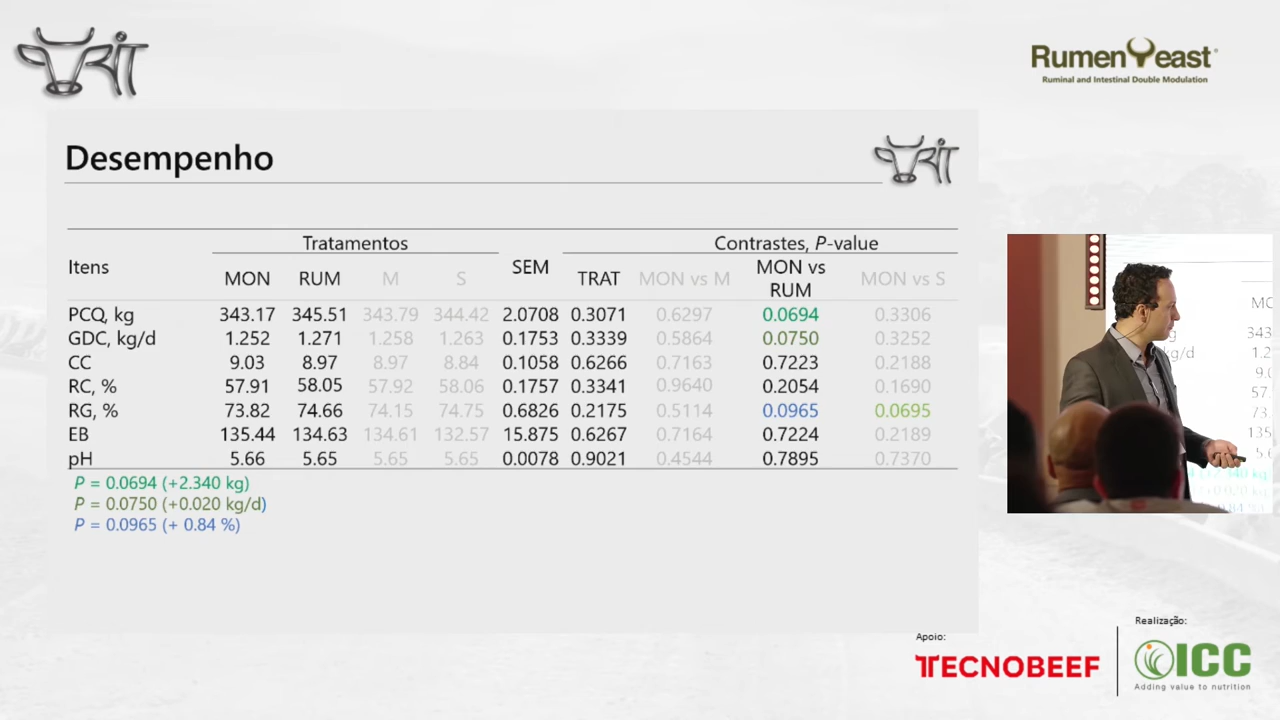 RumenYeast
Ruminal and Intestinal Double Modulation
Desempenho
Itens Tratamentos SEM Contrastes, P-value
MON RUM M S TRAT MON vs M MON vs RUM MON vs S
PCQ, kg 343.17 345.51 343.79 344.42 2.0708 0.3071 0.6297 0.0694 0.3306
GDC, kg/d 1.252 1.271 1.258 1.263 0.1753 0.3339 0.5864 0.0750 0.3252
CC 9.03 8.97 8.97 8.84 0.1058 0.6266 0.7163 0.7223 0.2188
RC, % 57.91 58.05 57.92 58.06 0.1757 0.3341 0.9640 0.2054 0.1690
RG, % 73.82 74.66 74.15 74.75 0.6826 0.2175 0.5114 0.0965 0.0695
EB 135.44 134.63 134.61 132.57 15.875 0.6267 0.7164 0.7224 0.2189
pH 5.66 5.65 5.65 5.65 0.0078 0.9021 0.4544 0.7895 0.7370
P = 0.0694 (+2.340 kg)
P = 0.0750 (+0.020 kg/d)
P = 0.0965 (+ 0.84 %)
Apoio:
TECNOBEEF
Realização:
ICC
Adding value to nutrition